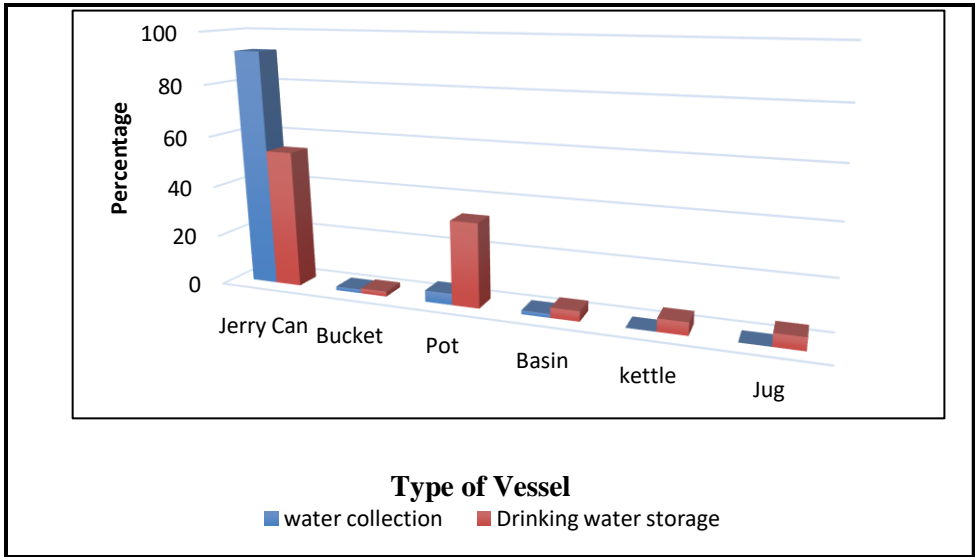 100
80
60
40
20
0
Percentage
Jerry Can
Bucket
Pot
Basin
kettle
Jug
Type of Vessel
water collection Drinking water storage